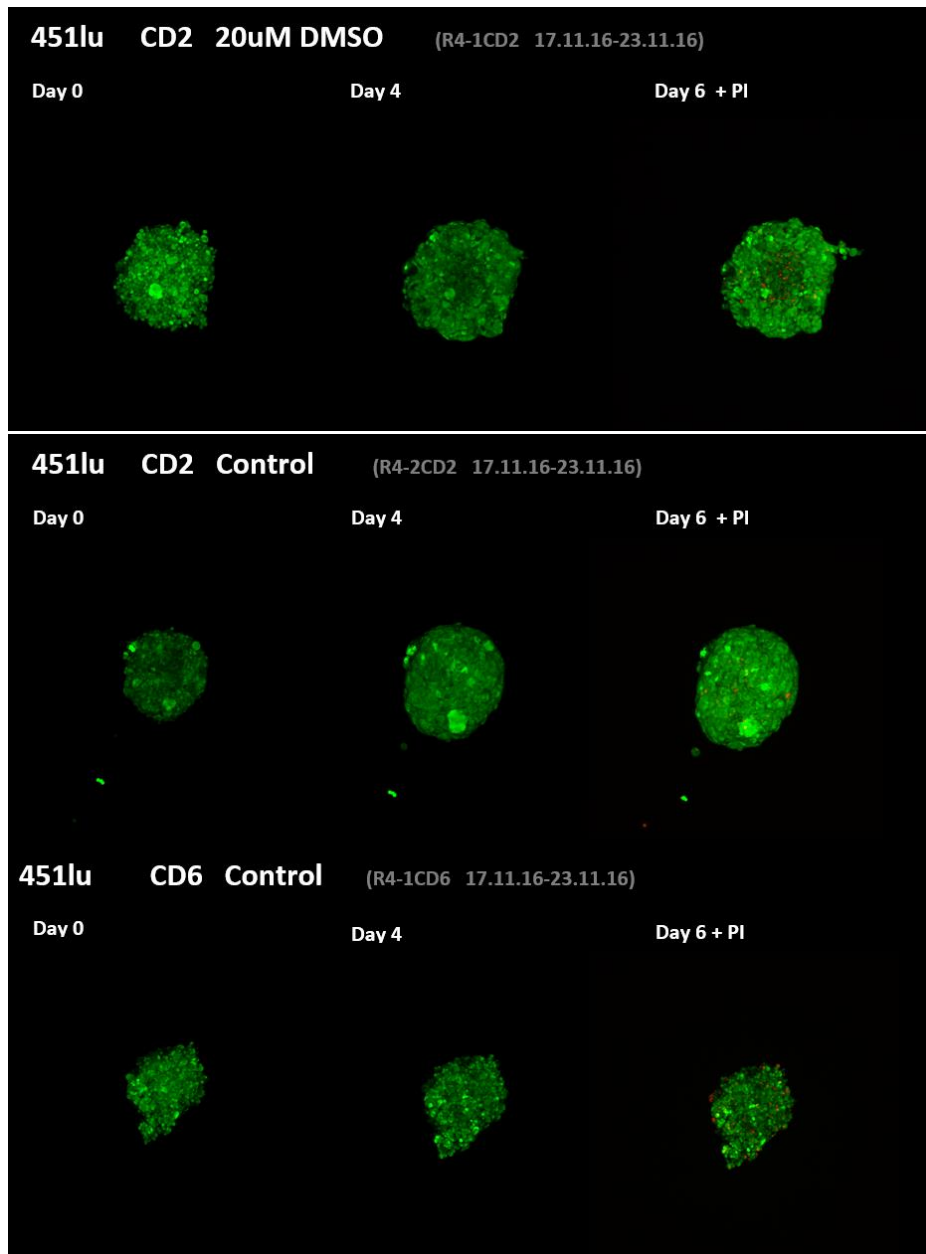 451lu CD2 20uM DMSO (R4-1CD2 17.11.16-23.11.16)
Day 0 Day 4 Day 6 + PI
451lu CD2 Control (R4-2CD2 17.11.16-23.11.16)
Day 0 Day 4 Day 6 + PI
451lu CD6 Control (R4-1CD6 17.11.16-23.11.16)
Day 0 Day 4 Day 6 + PI